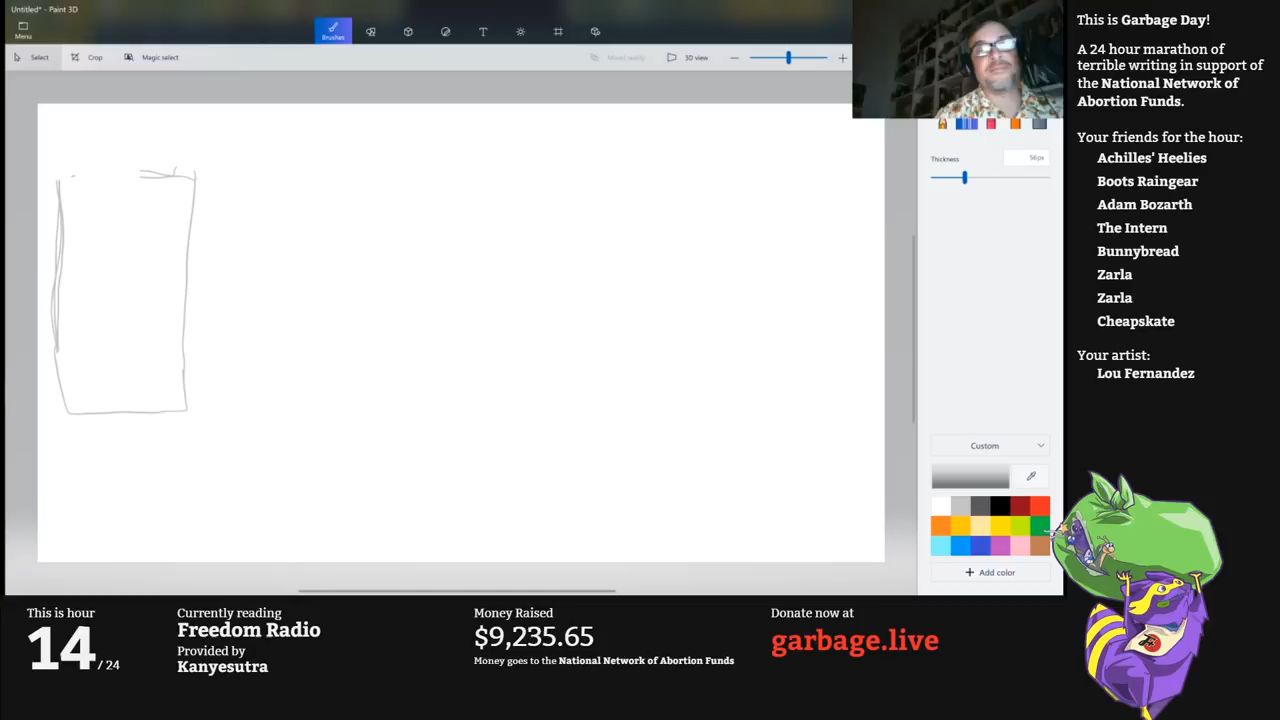 Untitled* - Paint 3D
Menu
Brushes
Select
Crop
Magic select
Mixed reality
3D view
Thickness
56px
Custom
Add color
This is Garbage Day!
A 24 hour marathon of
terrible writing in support of
the National Network of
Abortion Funds.
Your friends for the hour:
Achilles' Heelies
Boots Raingear
Adam Bozarth
The Intern
Bunnybread
Zarla
Zarla
Cheapskate
Your artist:
Lou Fernandez
This is hour
14 / 24
Currently reading
Freedom Radio
Provided by
Kanyesutra
Money Raised
$9,235.65
Money goes to the National Network of Abortion Funds
Donate now at
garbage.live